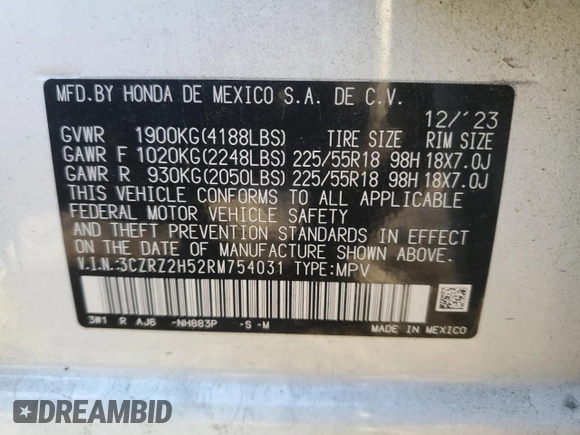 MFD. BY HONDA DE MEXICO S.A. DE C.V.
12/'23
GVWR 1900KG(4188LBS) TIRE SIZE RIM SIZE
GAWR F 1020KG(2248LBS) 225/55R18 98H 18X7.0J
GAWR R 930KG(2050LBS) 225/55R18 98H 18X7.0J
THIS VEHICLE CONFORMS TO ALL APPLICABLE
FEDERAL MOTOR VEHICLE SAFETY
AND THEFT PREVENTION STANDARDS IN EFFECT
ON THE DATE OF MANUFACTURE SHOWN ABOVE.
V.I.N.:3CZRZ2H52RM754031 TYPE:MPV
3W1 R AJ6 -NH883P -S -M
MADE IN MEXICO
DREAMBID